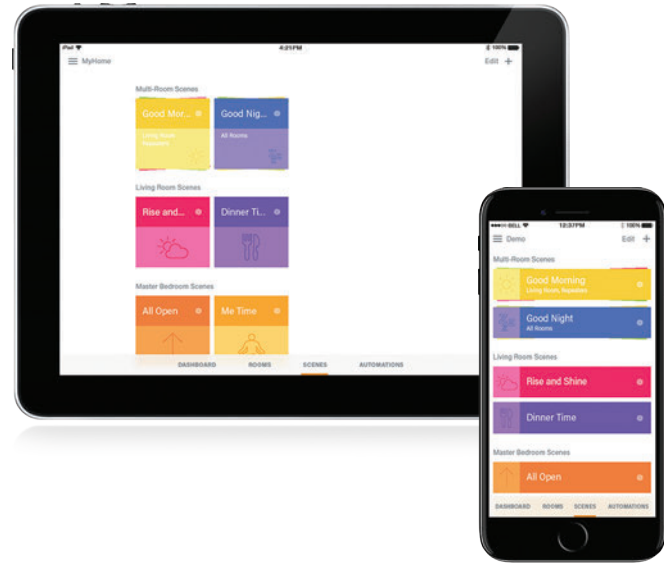 iPad
4:21PM
100%
MyHome
Edit +
Multi-Room Scenes
Good Mor...
Good Nig...
Living Room
Repeaters
All Rooms
Living Room Scenes
Rise and...
Dinner Ti...
Master Bedroom Scenes
All Open
Me Time
DASHBOARD ROOMS SCENES AUTOMATIONS
BELL
12:37PM
100%
Demo
Edit +
Multi-Room Scenes
Good Morning
Living Room, Repeaters
Good Night
All Rooms
Living Room Scenes
Rise and Shine
Dinner Time
Master Bedroom Scenes
All Open
DASHBOARD ROOMS SCENES AUTOMATIONS